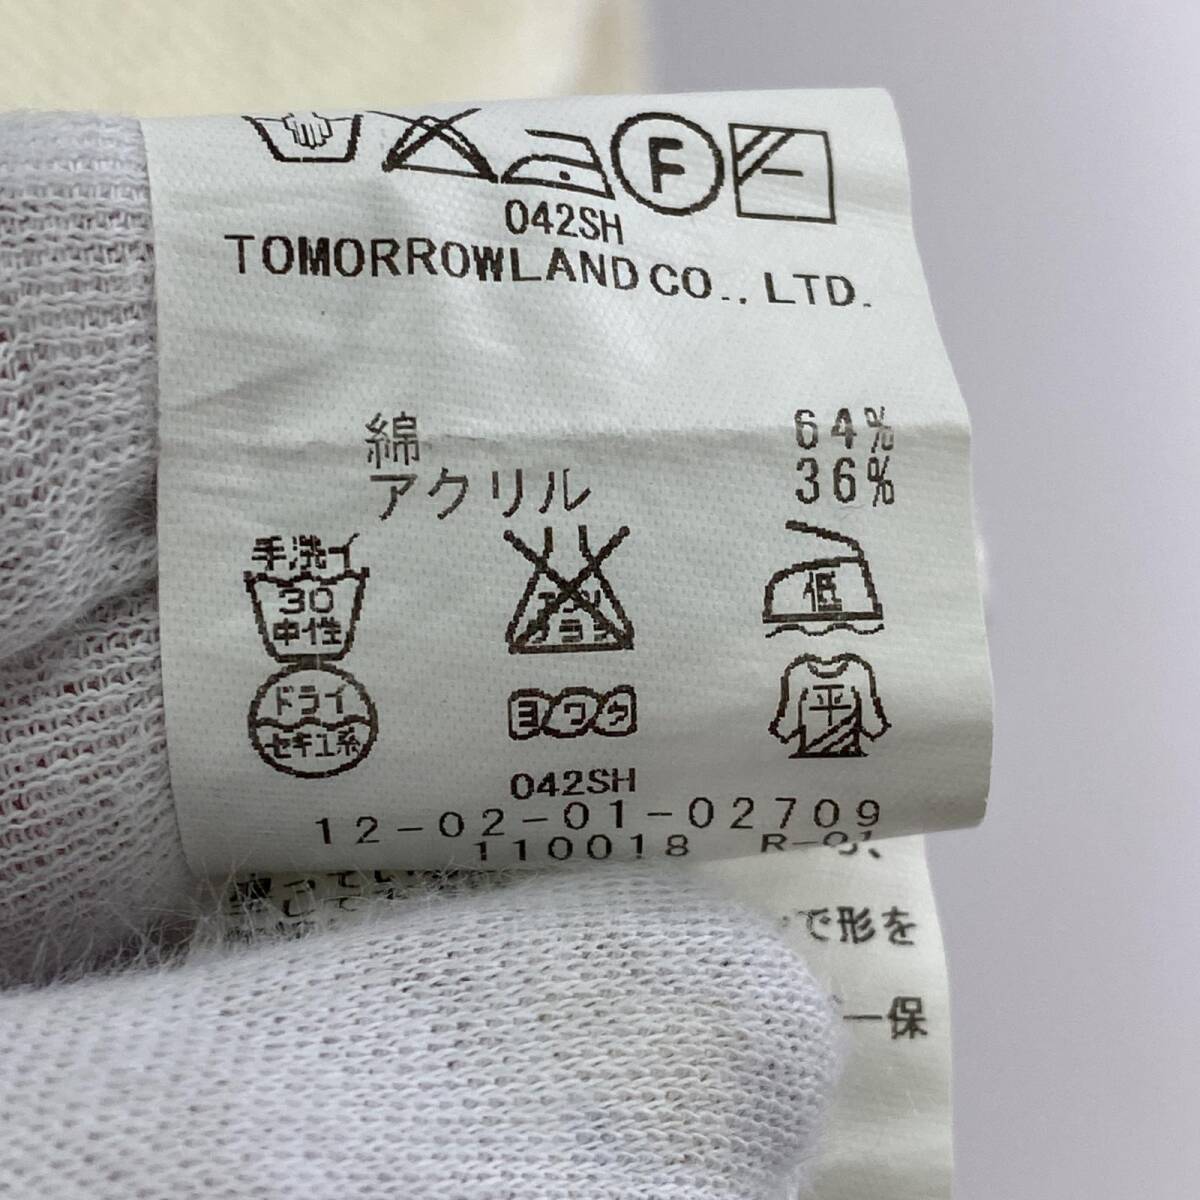 F
042SH
TOMORROWLAND CO., LTD.
綿 64%
アクリル 36%
手洗イ
30
中性
エンソ
サラシ
低
ドライ
セキユ系
ヨワク
平
042SH
12-02-01-02709
110018 R-01
で形を
保